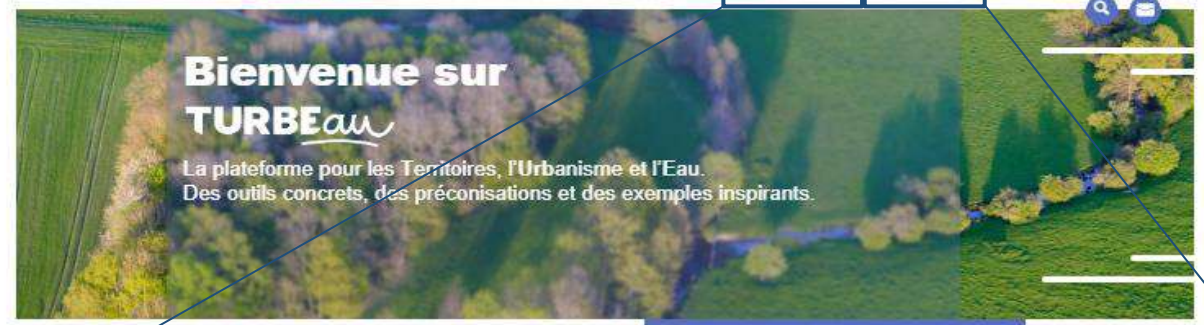 Bienvenue sur
TURBEau
La plateforme pour les Territoires, l'Urbanisme et l'Eau.
Des outils concrets, des préconisations et des exemples inspirants.